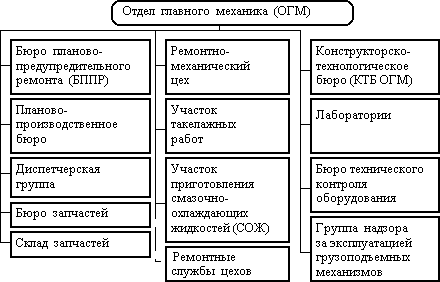 Отдел главного механика (ОГМ)
Бюро планово-
предупредительного
ремонта (БППР)
Планово-
производственное
бюро
Диспетчерская
группа
Бюро запчастей
Склад запчастей
Ремонтно-
механический
цех
Участок
такелажных
работ
Участок
приготовления
смазочно-
охлаждающих
жидкостей (СОЖ)
Ремонтные
службы цехов
Конструкторско-
технологическое
бюро (КТБ ОГМ)
Лаборатории
Бюро технического
контроля
оборудования
Группа надзора
за эксплуатацией
грузоподъемных
механизмов